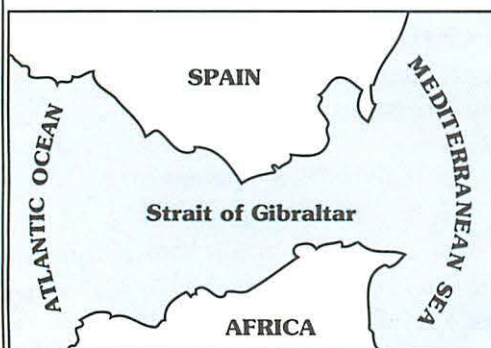 SPAIN
ATLANTIC OCEAN
MEDITERRANEAN SEA
Strait of Gibraltar
AFRICA